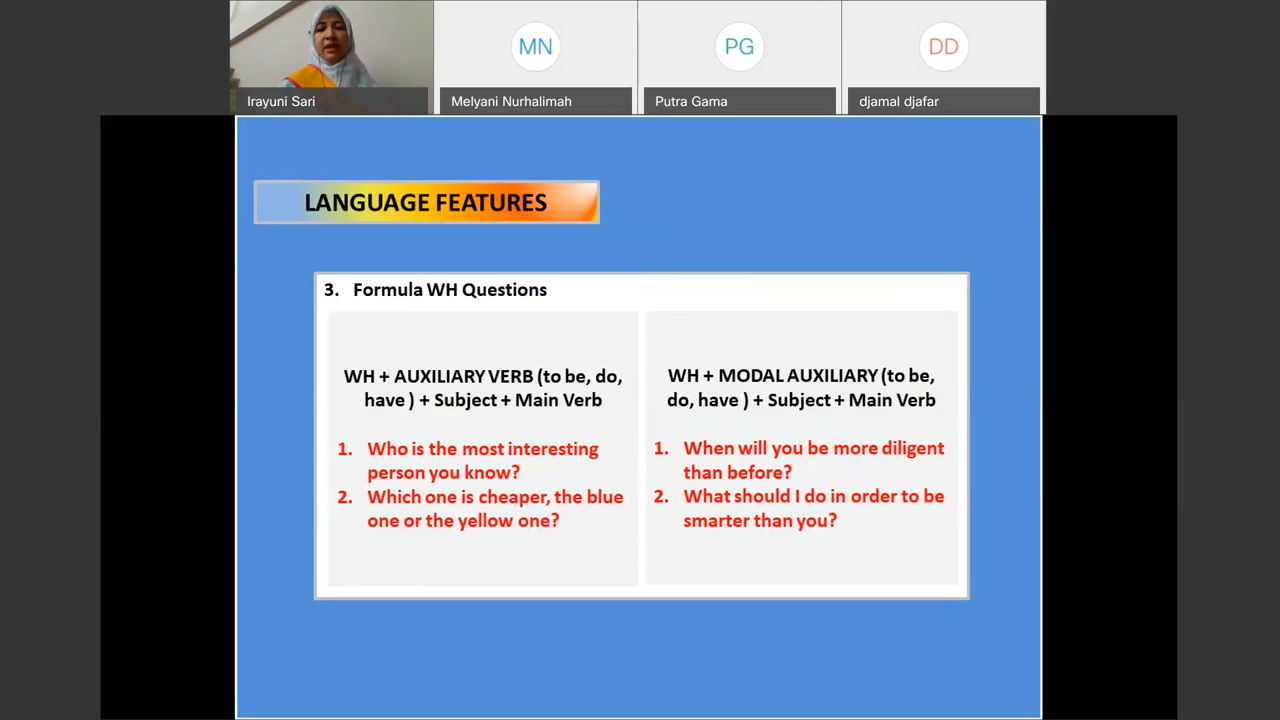 MN
PG
DD
Irayuni Sari
Melyani Nurhalimah
Putra Gama
djamal djafar
LANGUAGE FEATURES
3. Formula WH Questions
WH + AUXILIARY VERB (to be, do,
have ) + Subject + Main Verb
1. Who is the most interesting
person you know?
2. Which one is cheaper, the blue
one or the yellow one?
WH + MODAL AUXILIARY (to be,
do, have ) + Subject + Main Verb
1. When will you be more diligent
than before?
2. What should I do in order to be
smarter than you?